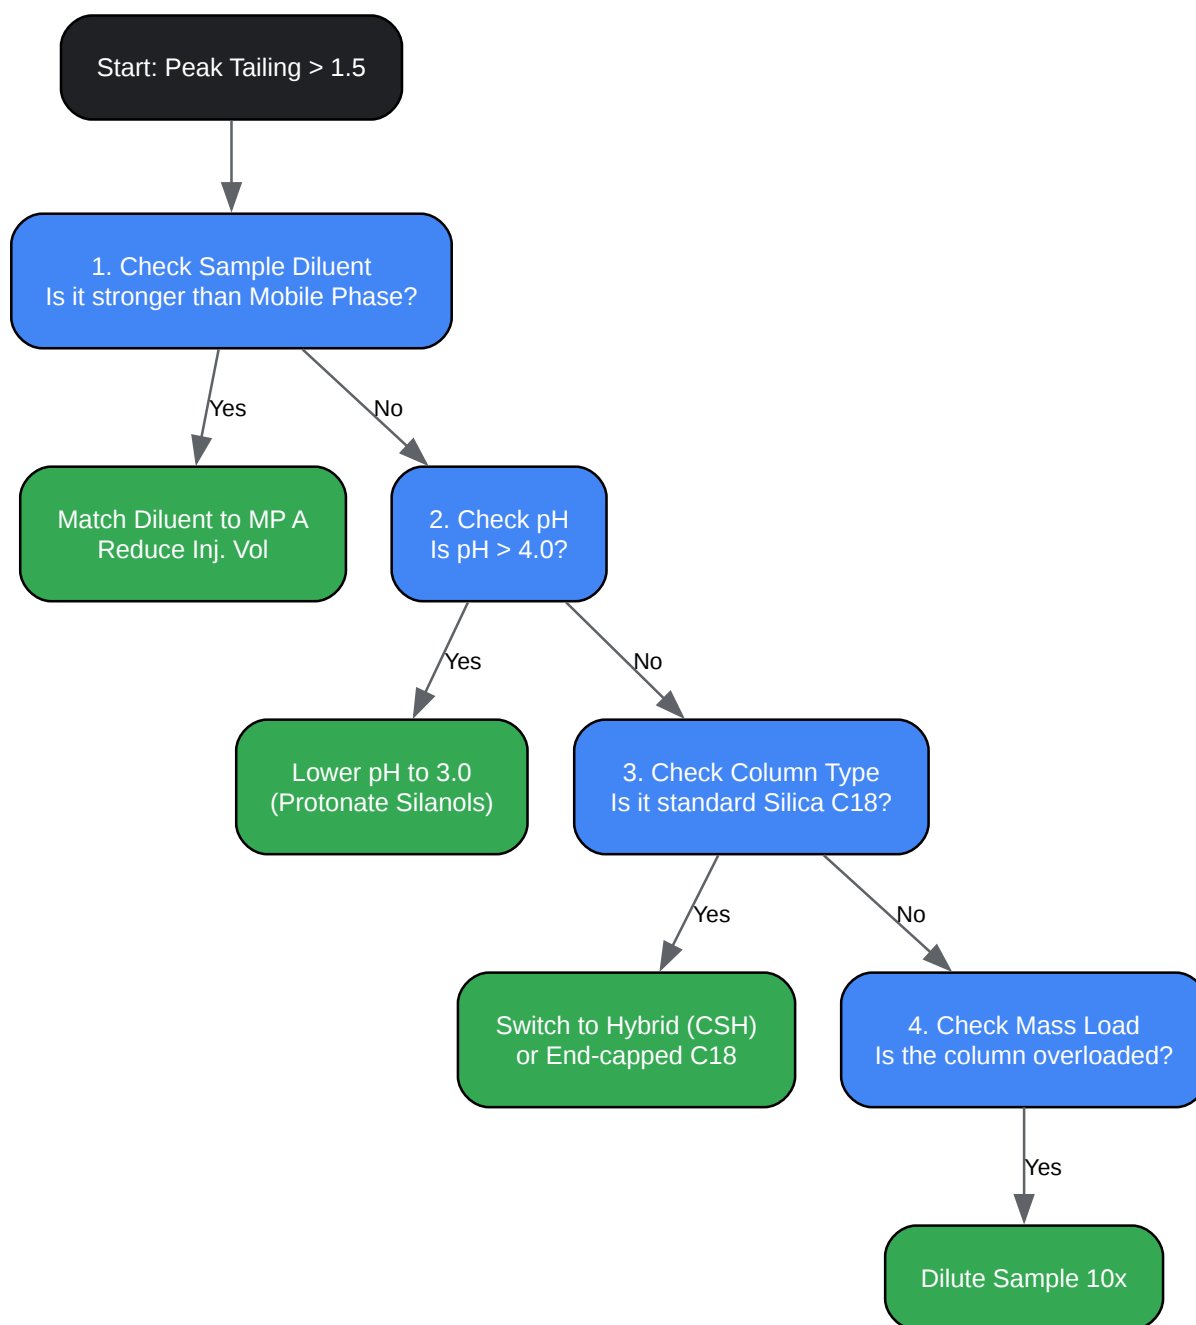 Start: Peak Tailing > 1.5
1. Check Sample Diluent
Is it stronger than Mobile Phase?
Yes
No
Match Diluent to MP A
Reduce Inj. Vol
2. Check pH
Is pH > 4.0?
Yes
No
Lower pH to 3.0
(Protonate Silanols)
3. Check Column Type
Is it standard Silica C18?
Yes
No
Switch to Hybrid (CSH)
or End-capped C18
4. Check Mass Load
Is the column overloaded?
Yes
Dilute Sample 10x